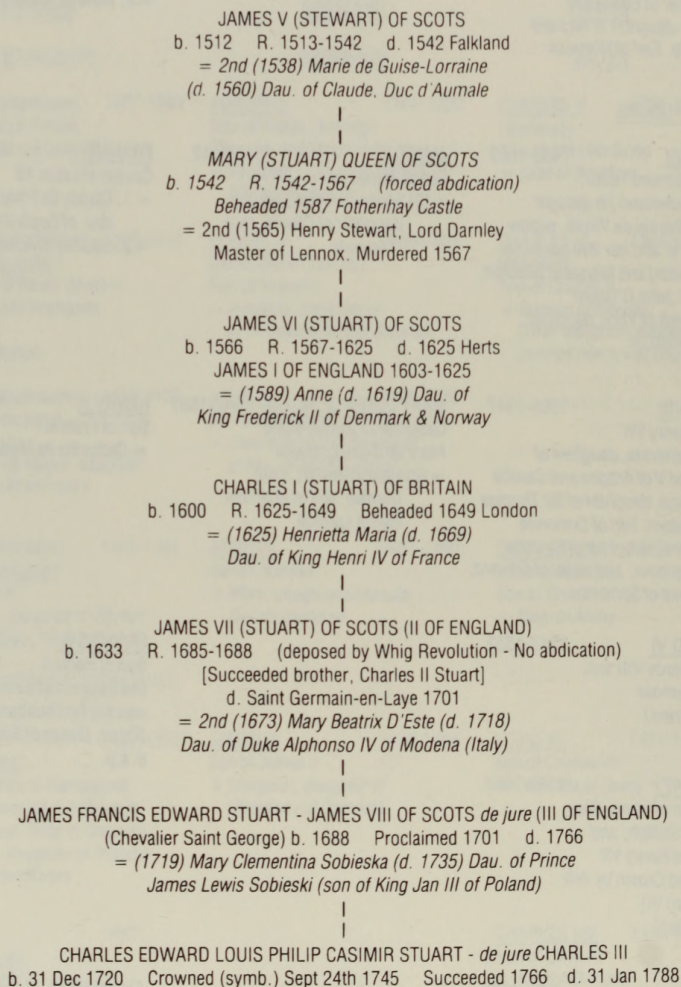 JAMES V (STEWART) OF SCOTS
b. 1512 R. 1513-1542 d. 1542 Falkland
= 2nd (1538) Marie de Guise-Lorraine
(d. 1560) Dau. of Claude, Duc d'Aumale
MARY (STUART) QUEEN OF SCOTS
b. 1542 R. 1542-1567 (forced abdication)
Beheaded 1587 Fotherihay Castle
= 2nd (1565) Henry Stewart, Lord Darnley
Master of Lennox. Murdered 1567
JAMES VI (STUART) OF SCOTS
b. 1566 R. 1567-1625 d. 1625 Herts
JAMES I OF ENGLAND 1603-1625
= (1589) Anne (d. 1619) Dau. of
King Frederick II of Denmark & Norway
CHARLES I (STUART) OF BRITAIN
b. 1600 R. 1625-1649 Beheaded 1649 London
= (1625) Henrietta Maria (d. 1669)
Dau. of King Henri IV of France
JAMES VII (STUART) OF SCOTS (II OF ENGLAND)
b. 1633 R. 1685-1688 (deposed by Whig Revolution - No abdication)
[Succeeded brother, Charles II Stuart]
d. Saint Germain-en-Laye 1701
= 2nd (1673) Mary Beatrix D'Este (d. 1718)
Dau. of Duke Alphonso IV of Modena (Italy)
JAMES FRANCIS EDWARD STUART - JAMES VIII OF SCOTS de jure (III OF ENGLAND)
(Chevalier Saint George) b. 1688 Proclaimed 1701 d. 1766
= (1719) Mary Clementina Sobieska (d. 1735) Dau. of Prince
James Lewis Sobieski (son of King Jan III of Poland)
CHARLES EDWARD LOUIS PHILIP CASIMIR STUART - de jure CHARLES III
b. 31 Dec 1720 Crowned (symb.) Sept 24th 1745 Succeeded 1766 d. 31 Jan 1788